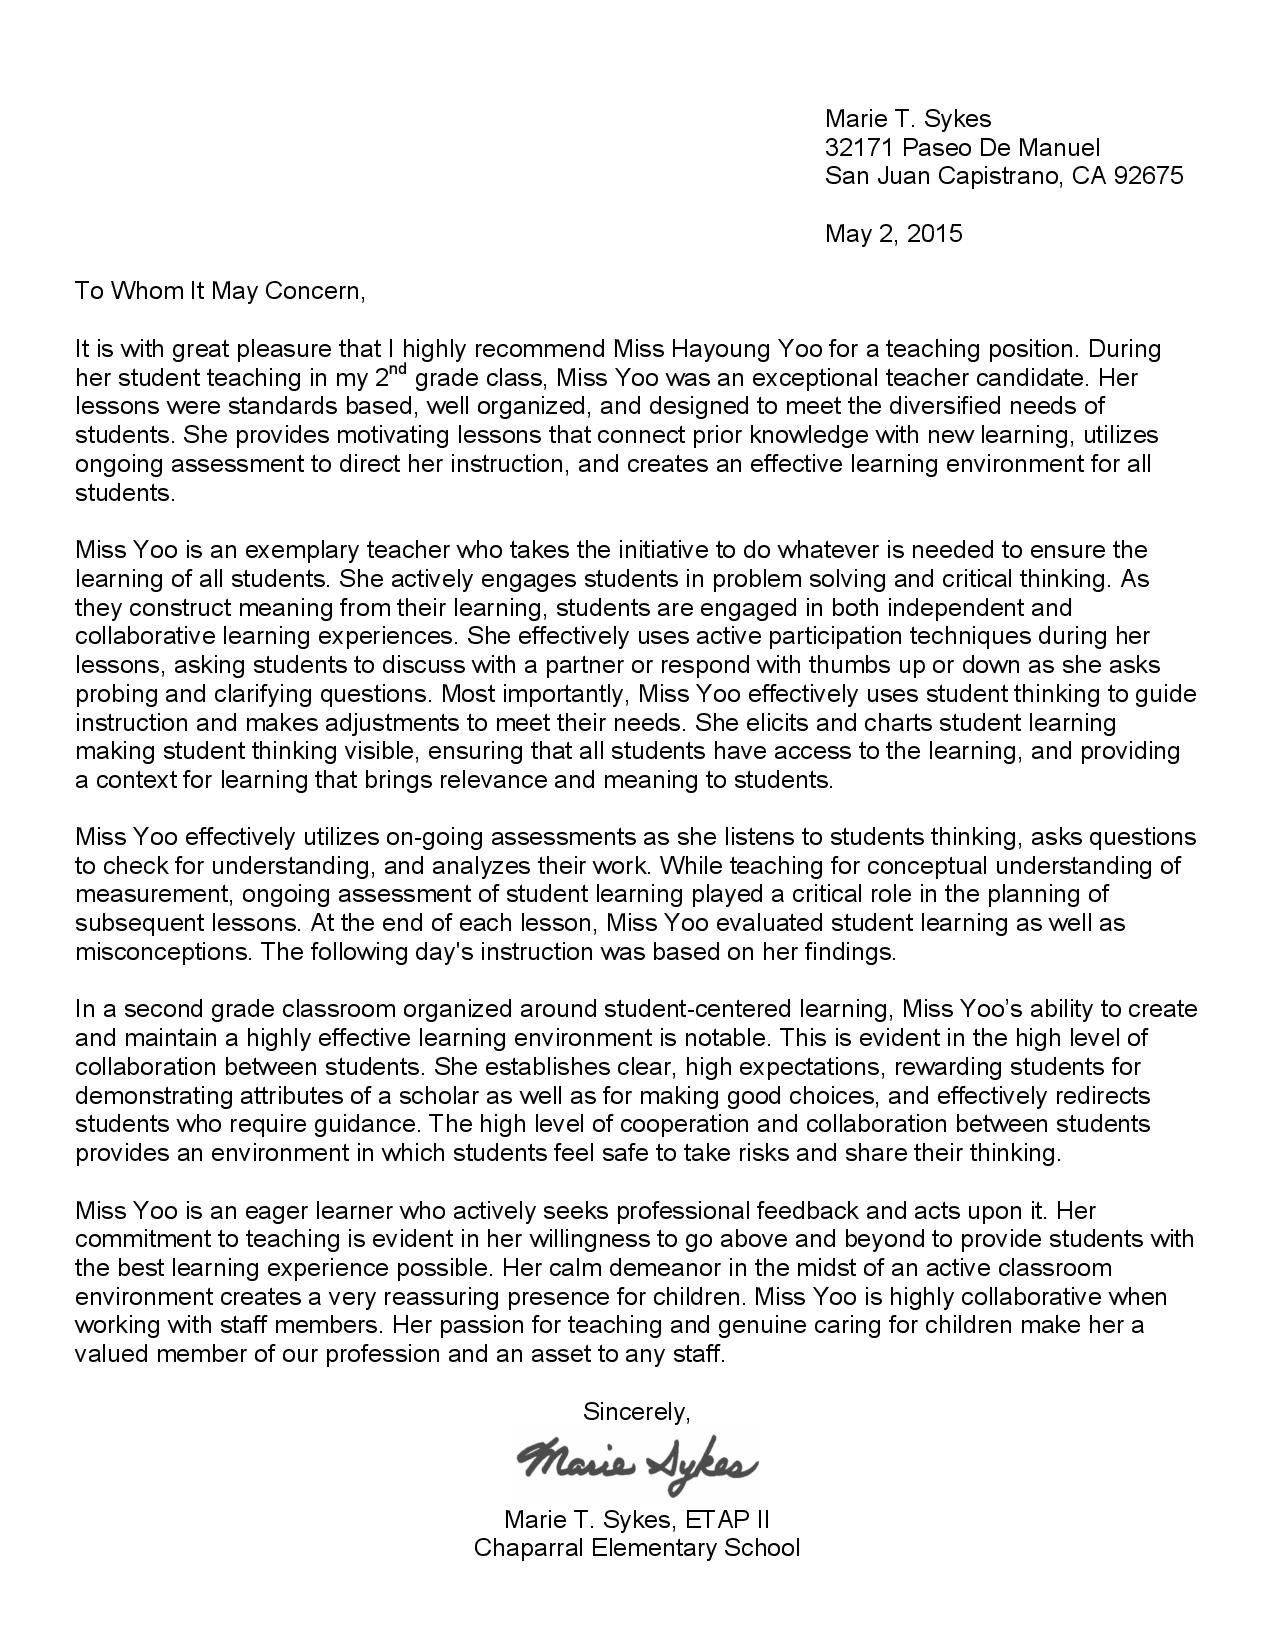 Marie T. Sykes
32171 Paseo De Manuel
San Juan Capistrano, CA 92675
May 2, 2015
To Whom It May Concern,
It is with great pleasure that I highly recommend Miss Hayoung Yoo for a teaching position. During
her student teaching in my 2nd grade class, Miss Yoo was an exceptional teacher candidate. Her
lessons were standards based, well organized, and designed to meet the diversified needs of
students. She provides motivating lessons that connect prior knowledge with new learning, utilizes
ongoing assessment to direct her instruction, and creates an effective learning environment for all
students.
Miss Yoo is an exemplary teacher who takes the initiative to do whatever is needed to ensure the
learning of all students. She actively engages students in problem solving and critical thinking. As
they construct meaning from their learning, students are engaged in both independent and
collaborative learning experiences. She effectively uses active participation techniques during her
lessons, asking students to discuss with a partner or respond with thumbs up or down as she asks
probing and clarifying questions. Most importantly, Miss Yoo effectively uses student thinking to guide
instruction and makes adjustments to meet their needs. She elicits and charts student learning
making student thinking visible, ensuring that all students have access to the learning, and providing
a context for learning that brings relevance and meaning to students.
Miss Yoo effectively utilizes on-going assessments as she listens to students thinking, asks questions
to check for understanding, and analyzes their work. While teaching for conceptual understanding of
measurement, ongoing assessment of student learning played a critical role in the planning of
subsequent lessons. At the end of each lesson, Miss Yoo evaluated student learning as well as
misconceptions. The following day's instruction was based on her findings.
In a second grade classroom organized around student-centered learning, Miss Yoo’s ability to create
and maintain a highly effective learning environment is notable. This is evident in the high level of
collaboration between students. She establishes clear, high expectations, rewarding students for
demonstrating attributes of a scholar as well as for making good choices, and effectively redirects
students who require guidance. The high level of cooperation and collaboration between students
provides an environment in which students feel safe to take risks and share their thinking.
Miss Yoo is an eager learner who actively seeks professional feedback and acts upon it. Her
commitment to teaching is evident in her willingness to go above and beyond to provide students with
the best learning experience possible. Her calm demeanor in the midst of an active classroom
environment creates a very reassuring presence for children. Miss Yoo is highly collaborative when
working with staff members. Her passion for teaching and genuine caring for children make her a
valued member of our profession and an asset to any staff.
Sincerely,
Marie Sykes
Marie T. Sykes, ETAP II
Chaparral Elementary School